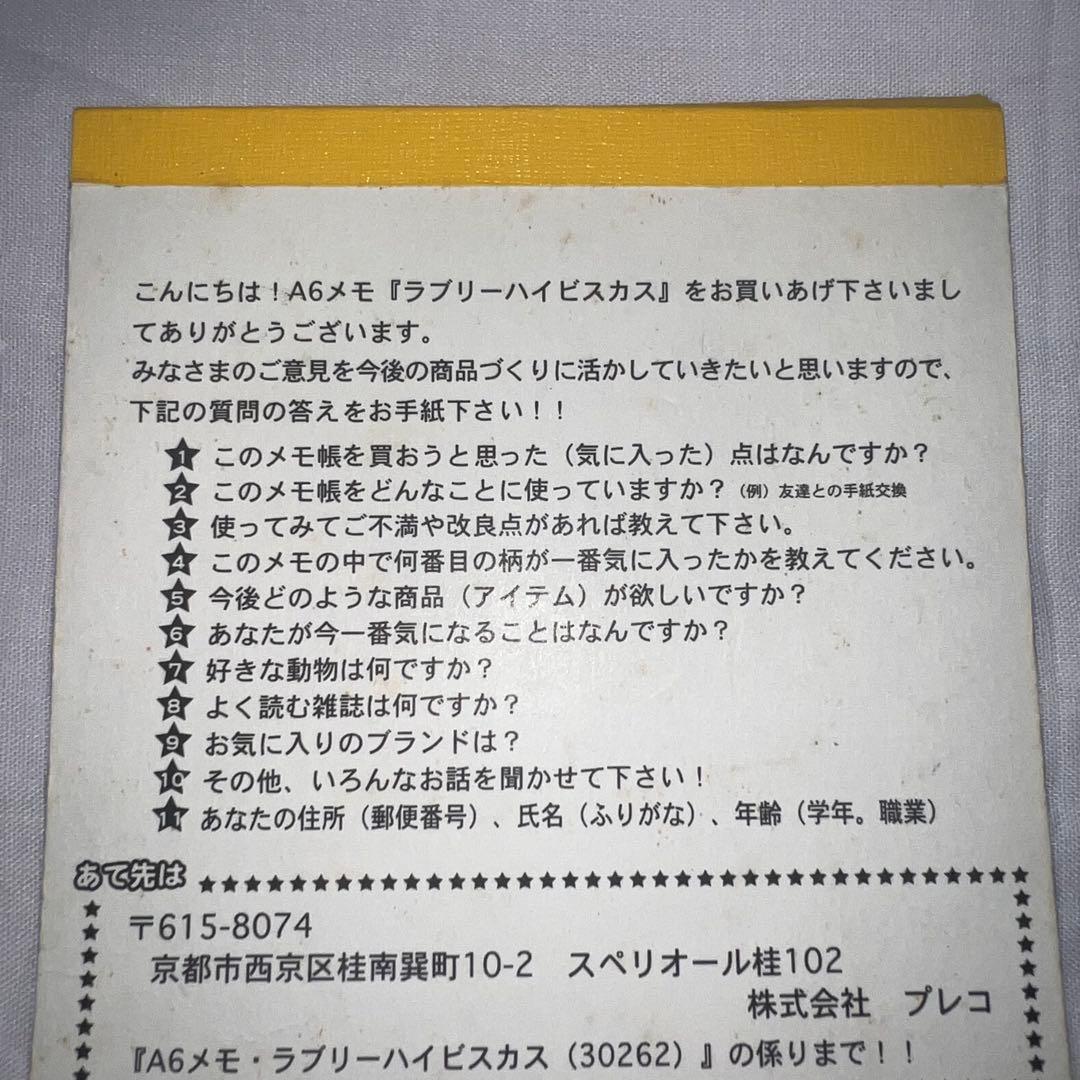 こんにちは！A6メモ『ラブリーハイビスカス』をお買いあげ下さいまし
てありがとうございます。
みなさまのご意見を今後の商品づくりに活かしていきたいと思いますので、
下記の質問の答えをお手紙下さい！！
1 このメモ帳を買おうと思った（気に入った）点はなんですか？
2 このメモ帳をどんなことに使っていますか？（例）友達との手紙交換
3 使ってみてご不満や改良点があれば教えて下さい。
4 このメモの中で何番目の柄が一番気に入ったかを教えてください。
5 今後どのような商品（アイテム）が欲しいですか？
6 あなたが今一番気になることはなんですか？
7 好きな動物は何ですか？
8 よく読む雑誌は何ですか？
9 お気に入りのブランドは？
10 その他、いろんなお話を聞かせて下さい！
11 あなたの住所（郵便番号）、氏名（ふりがな）、年齢（学年。職業）
あて先は
〒615-8074
京都市西京区桂南巽町10-2　スペリオール桂102
株式会社　プレコ
『A6メモ・ラブリーハイビスカス（30262）』の係りまで！！